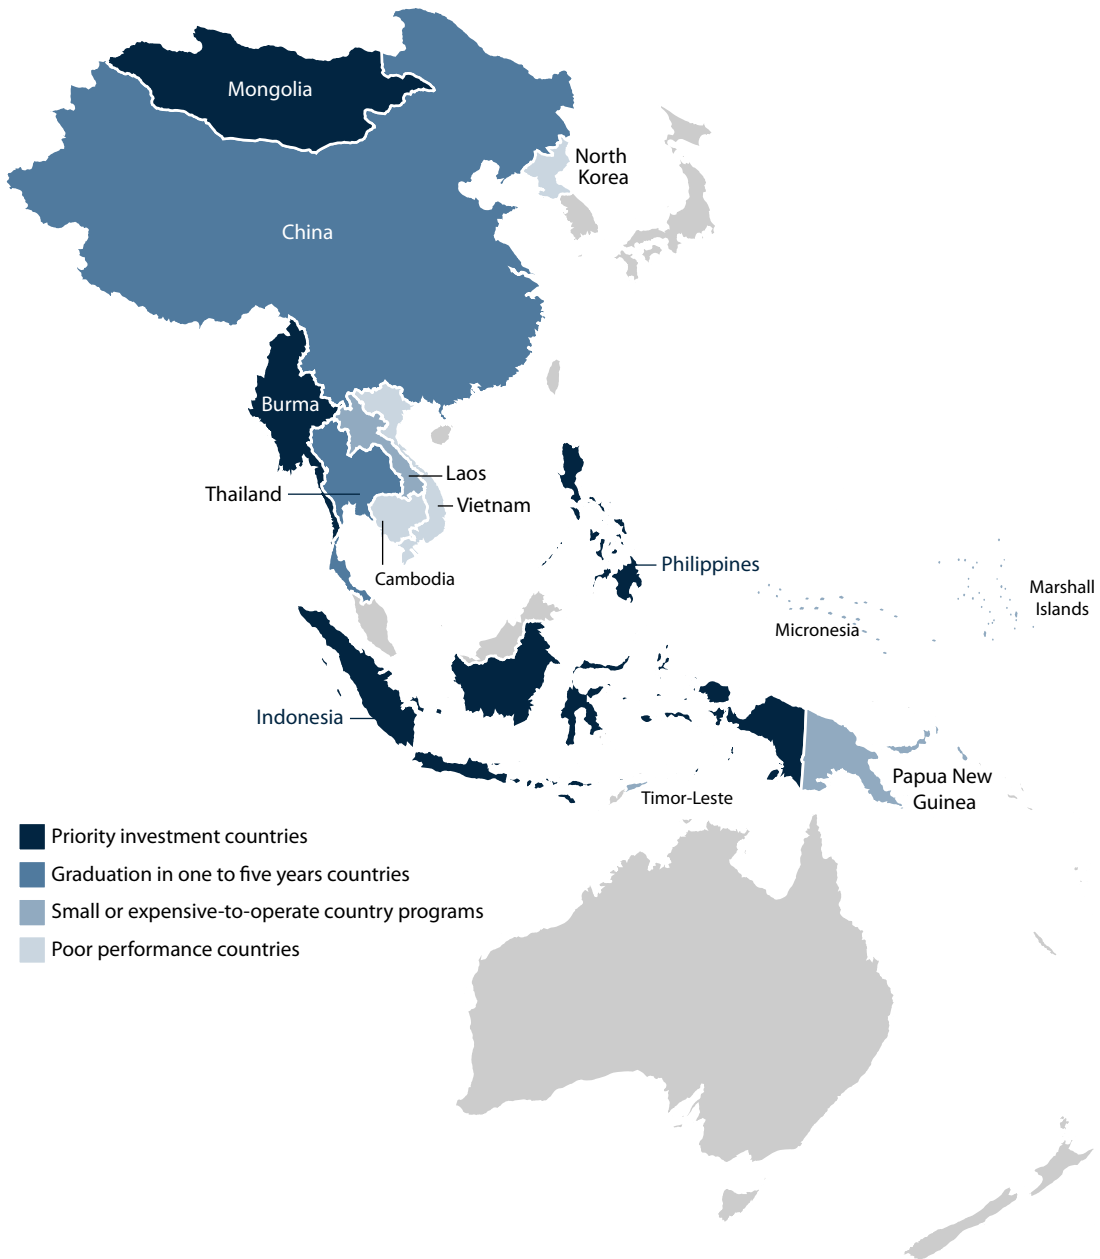 Mongolia
North
Korea
China
Burma
Laos
Thailand
Vietnam
Philippines
Cambodia
Marshall
Islands
Micronesia
Indonesia
Papua New
Guinea
Timor-Leste
Priority investment countries
Graduation in one to five years countries
Small or expensive-to-operate country programs
Poor performance countries